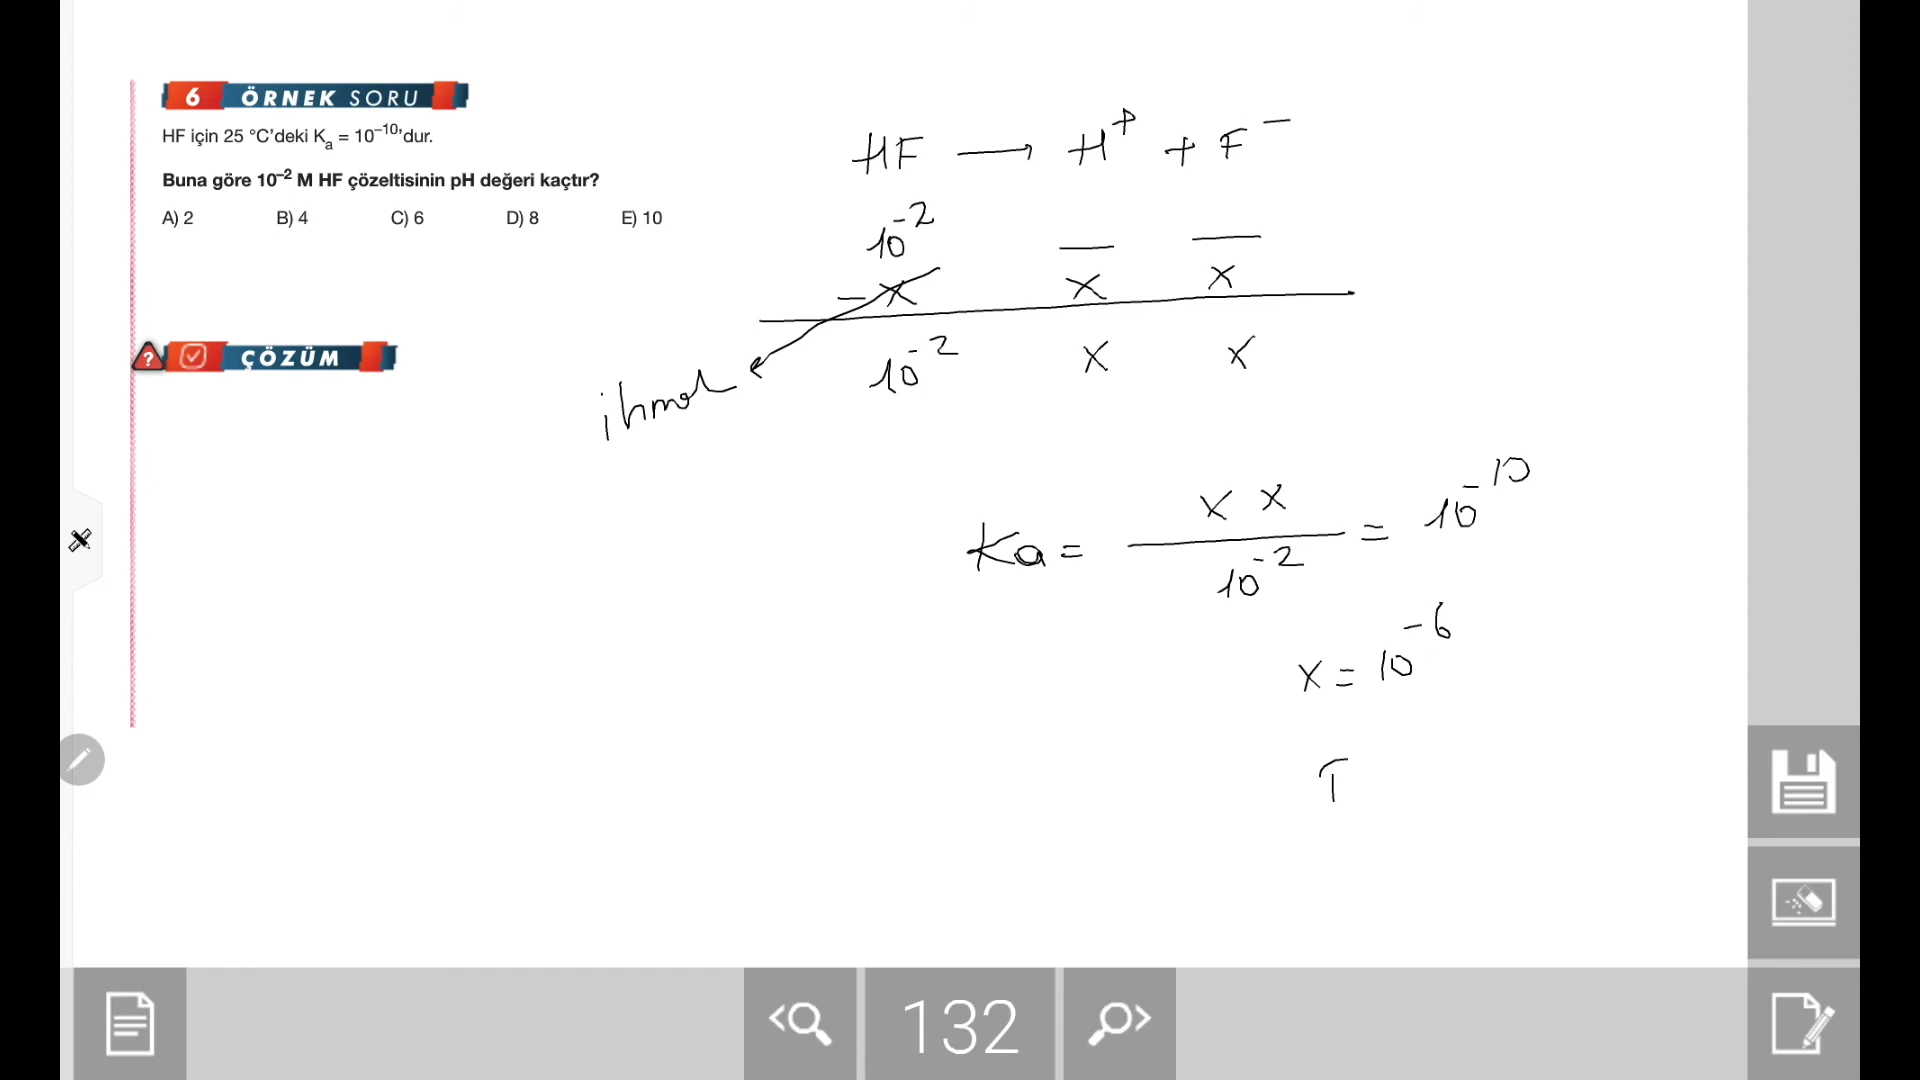 6 ÖRNEK SORU
HF için 25 °C'deki Kₐ = 10⁻¹⁰'dur.
Buna göre 10⁻² M HF çözeltisinin pH değeri kaçtır?
A) 2 B) 4 C) 6 D) 8 E) 10
? ÇÖZÜM
HF → H⁺ + F⁻
10⁻² — —
-x x x
10⁻² x x
ihmal
Ka = x x / 10⁻² = 10⁻¹⁰
x = 10⁻⁶
132